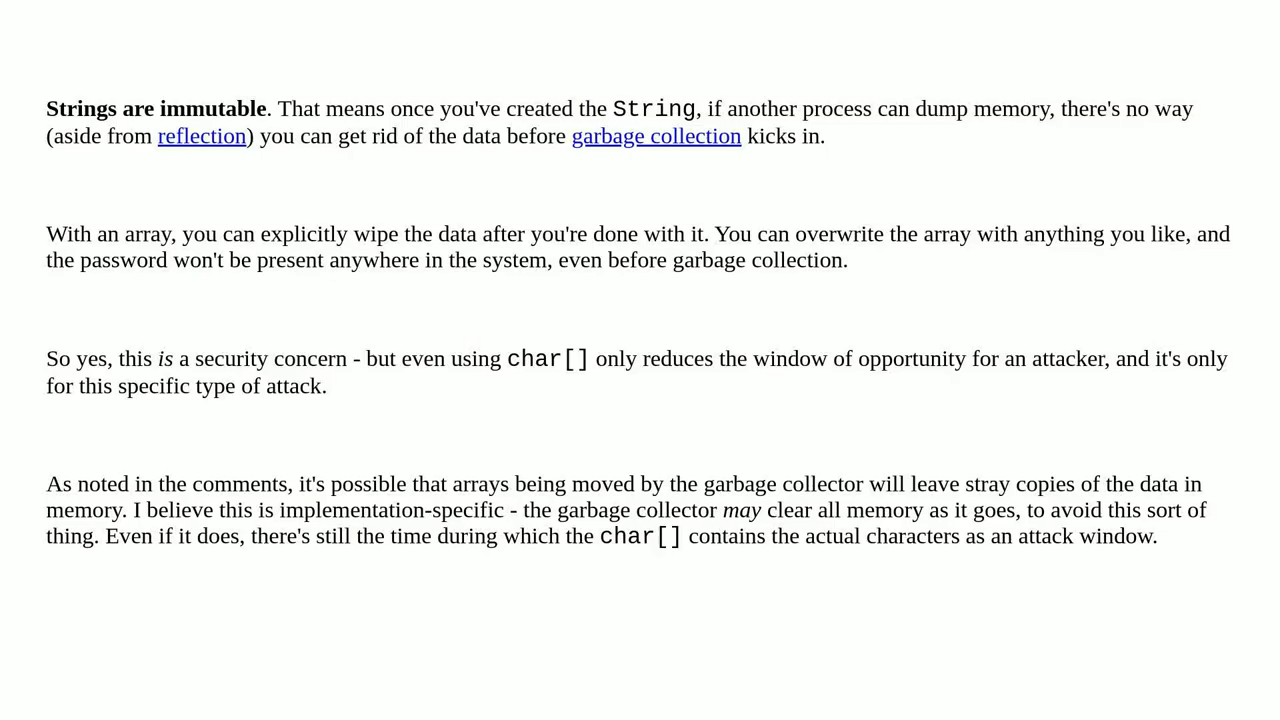 Strings are immutable. That means once you've created the String, if another process can dump memory, there's no way
(aside from reflection) you can get rid of the data before garbage collection kicks in.
With an array, you can explicitly wipe the data after you're done with it. You can overwrite the array with anything you like, and
the password won't be present anywhere in the system, even before garbage collection.
So yes, this is a security concern - but even using char[] only reduces the window of opportunity for an attacker, and it's only
for this specific type of attack.
As noted in the comments, it's possible that arrays being moved by the garbage collector will leave stray copies of the data in
memory. I believe this is implementation-specific - the garbage collector may clear all memory as it goes, to avoid this sort of
thing. Even if it does, there's still the time during which the char[] contains the actual characters as an attack window.